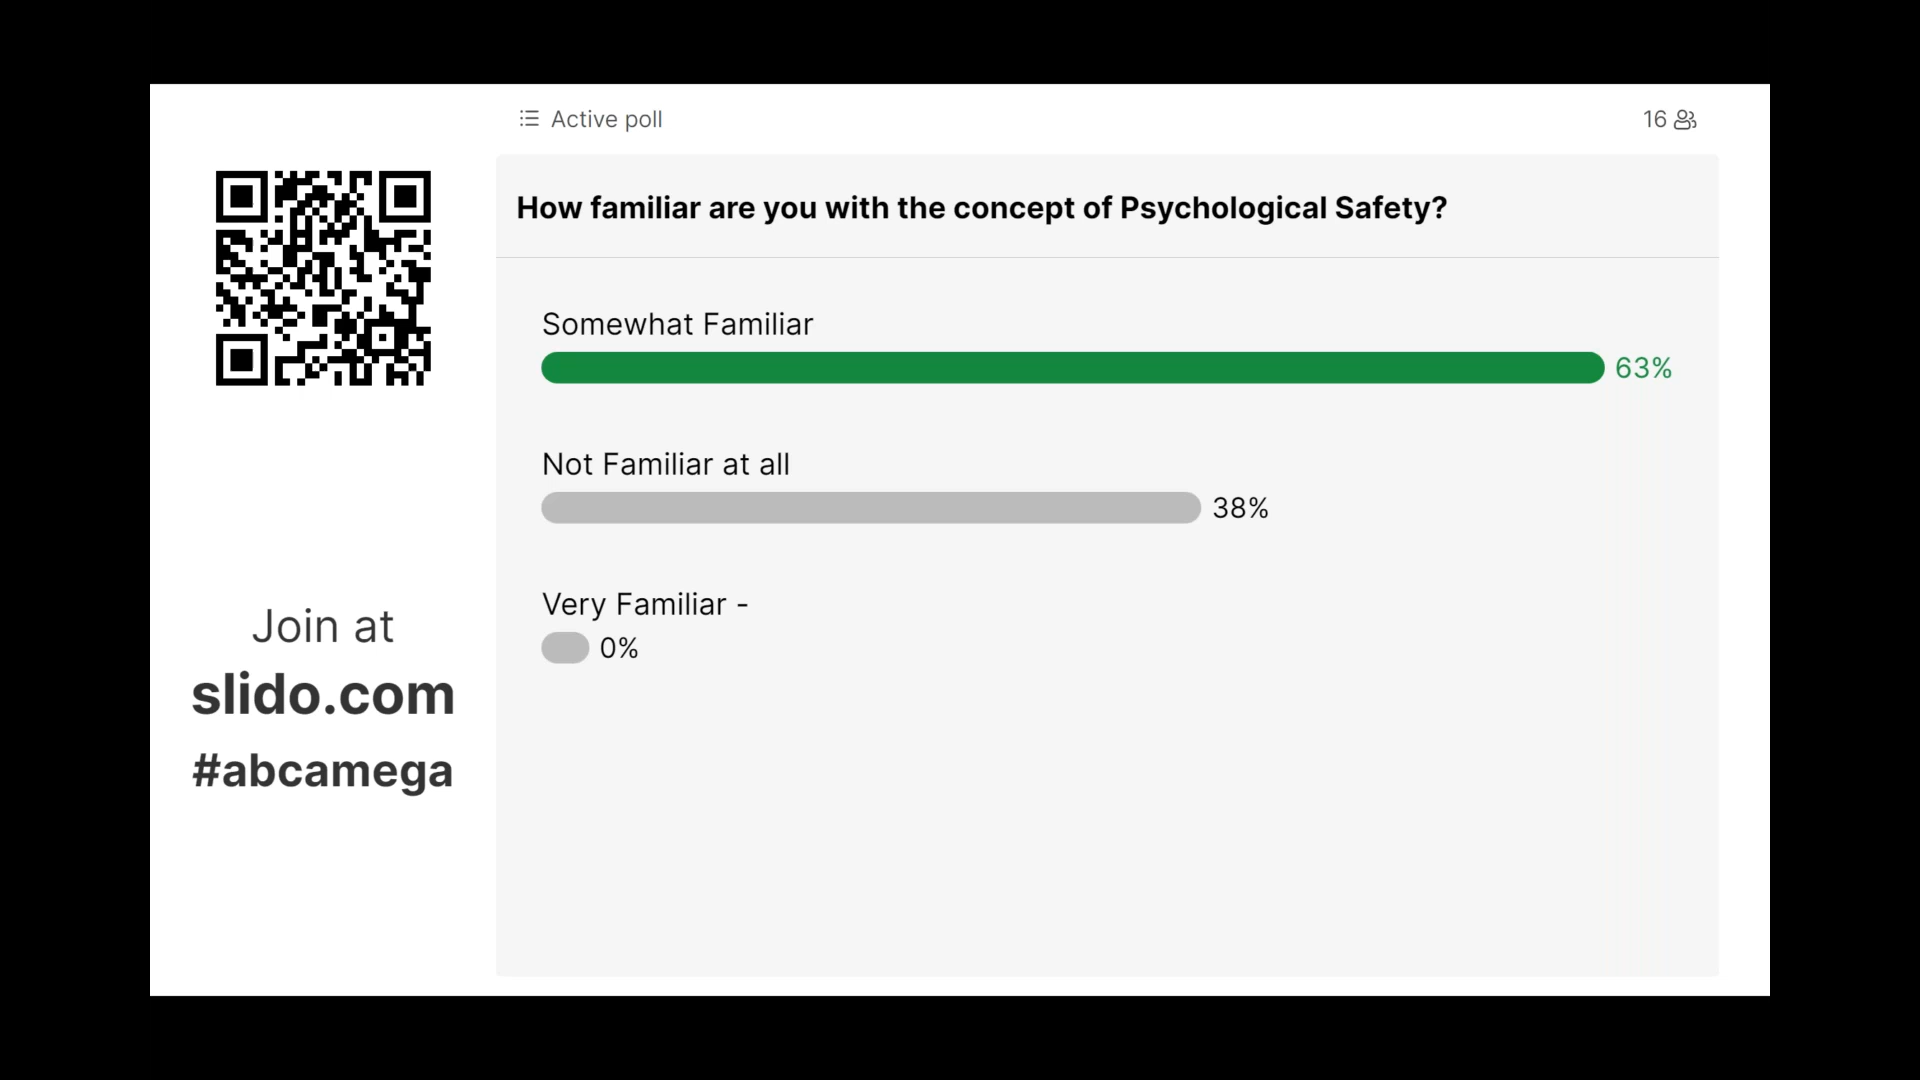 Active poll
16
How familiar are you with the concept of Psychological Safety?
Somewhat Familiar
63%
Not Familiar at all
38%
Very Familiar -
0%
Join at
slido.com
#abcamega